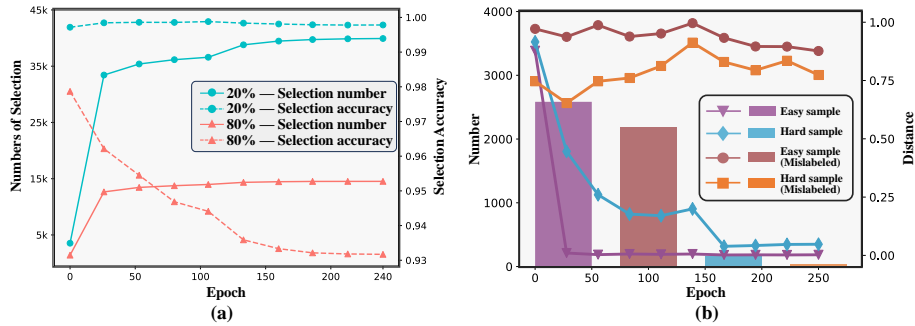 45k
35k
25k
15k
5k
Numbers of Selection
20% — Selection number
20% — Selection accuracy
80% — Selection number
80% — Selection accuracy
1.00
0.99
0.98
0.97
0.96
0.95
0.94
0.93
Selection Accuracy
0 50 100 150 200 240
Epoch
(a)
4000
3000
2000
1000
0
Number
Easy sample
Hard sample
Easy sample
(Mislabeled)
Hard sample
(Mislabeled)
1.00
0.75
0.50
0.25
0.00
Distance
0 50 100 150 200 250
Epoch
(b)